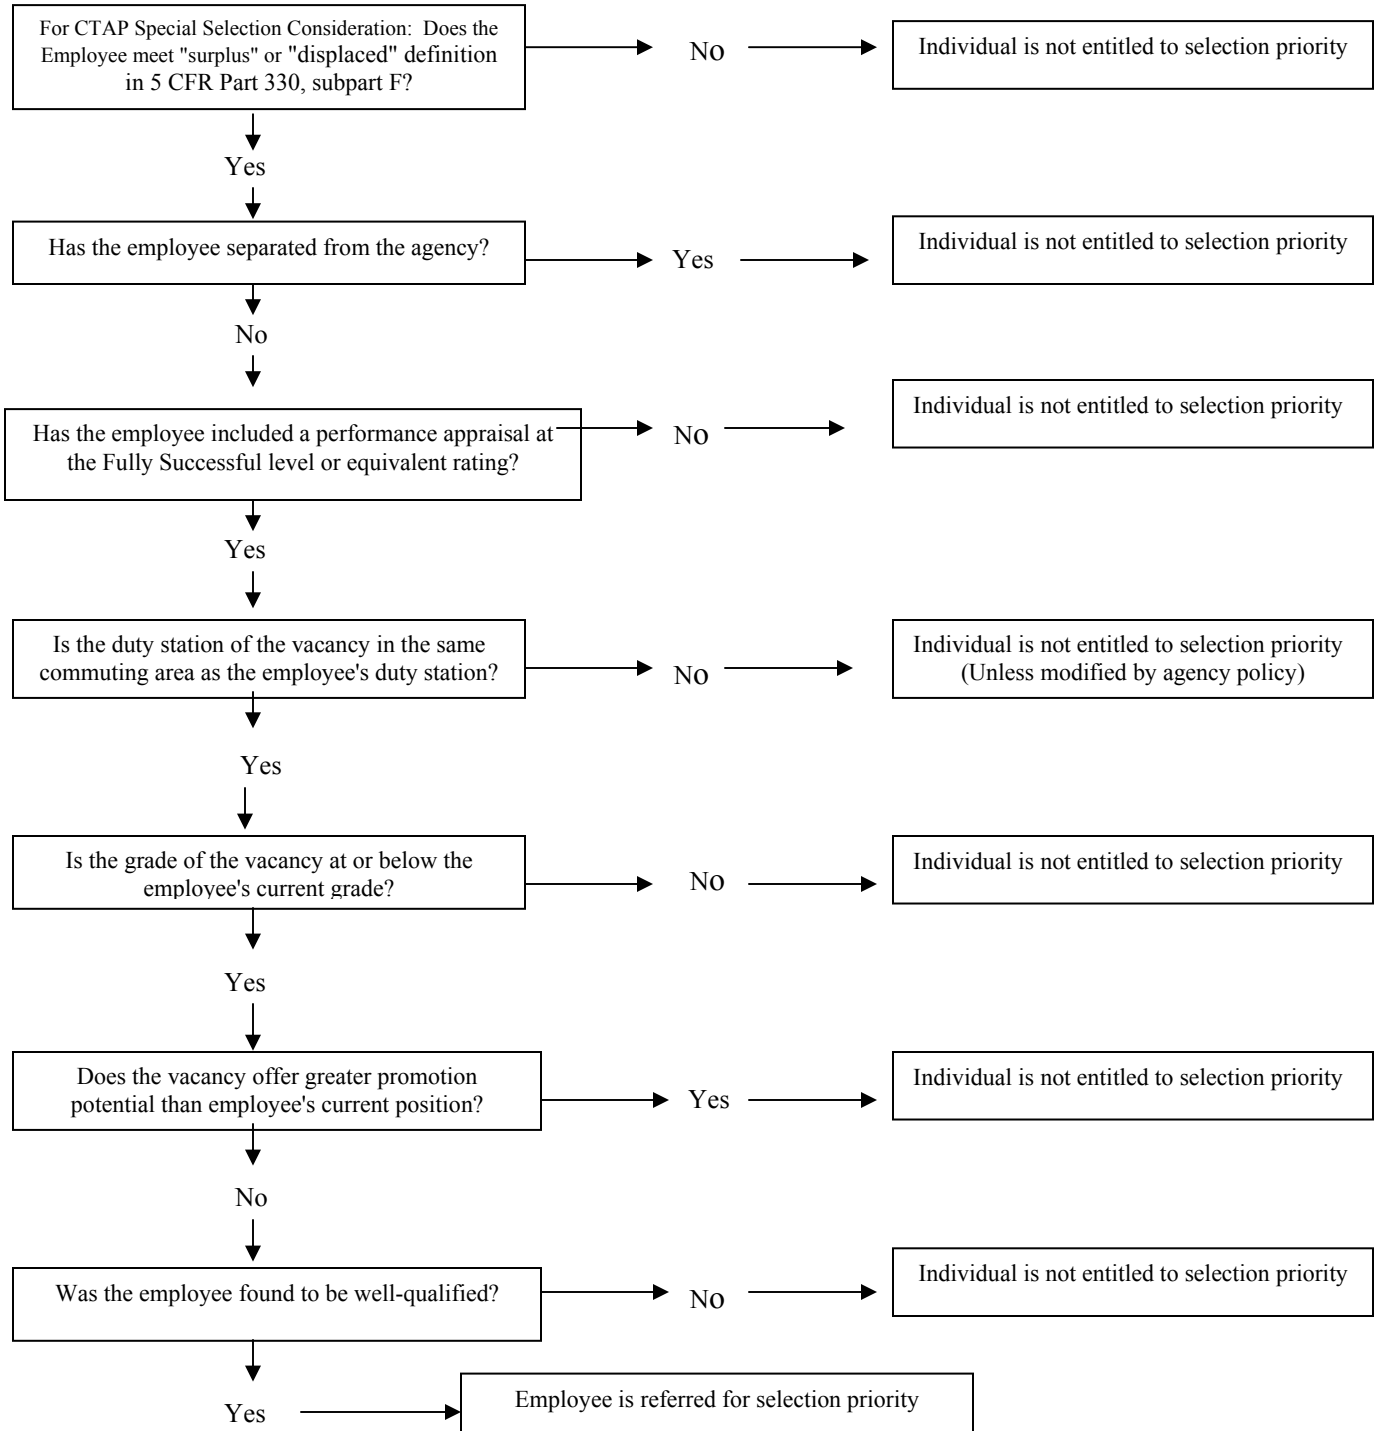 For CTAP Special Selection Consideration: Does the
Employee meet "surplus" or "displaced" definition
in 5 CFR Part 330, subpart F?
No
Individual is not entitled to selection priority
Yes
Has the employee separated from the agency?
Yes
Individual is not entitled to selection priority
No
Has the employee included a performance appraisal at
the Fully Successful level or equivalent rating?
No
Individual is not entitled to selection priority
Yes
Is the duty station of the vacancy in the same
commuting area as the employee's duty station?
No
Individual is not entitled to selection priority
(Unless modified by agency policy)
Yes
Is the grade of the vacancy at or below the
employee's current grade?
No
Individual is not entitled to selection priority
Yes
Does the vacancy offer greater promotion
potential than employee's current position?
Yes
Individual is not entitled to selection priority
No
Was the employee found to be well-qualified?
No
Individual is not entitled to selection priority
Yes
Employee is referred for selection priority